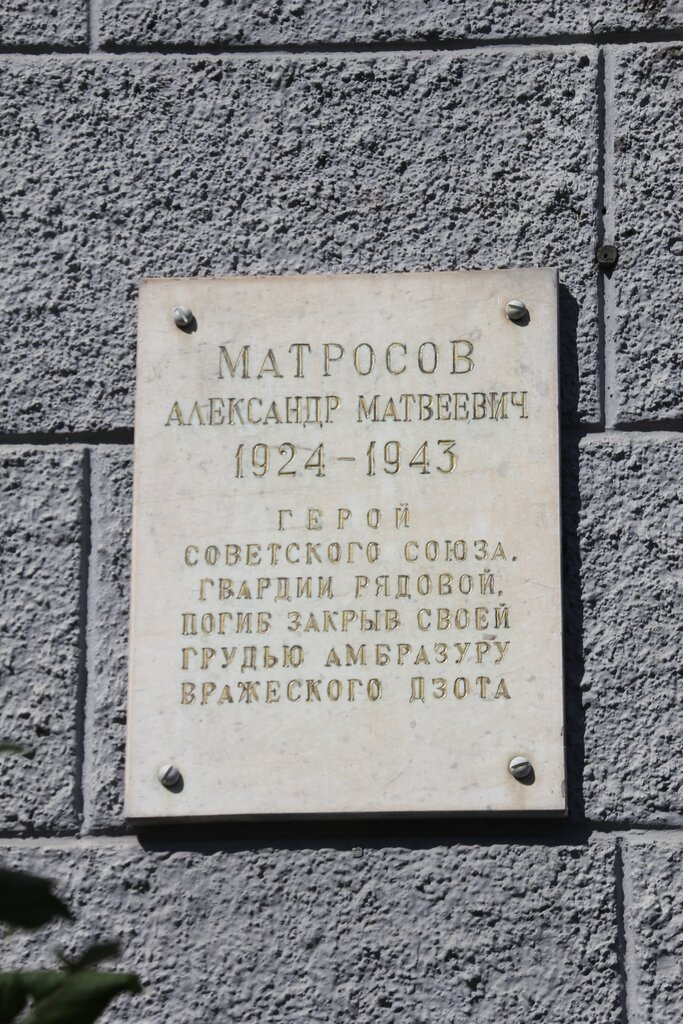 МАТРОСОВ
АЛЕКСАНДР МАТВЕЕВИЧ
1924-1943
ГЕРОЙ
СОВЕТСКОГО СОЮЗА.
ГВАРДИИ РЯДОВОЙ,
ПОГИБ ЗАКРЫВ СВОЕЙ
ГРУДЬЮ АМБРАЗУРУ
ВРАЖЕСКОГО ДЗОТА